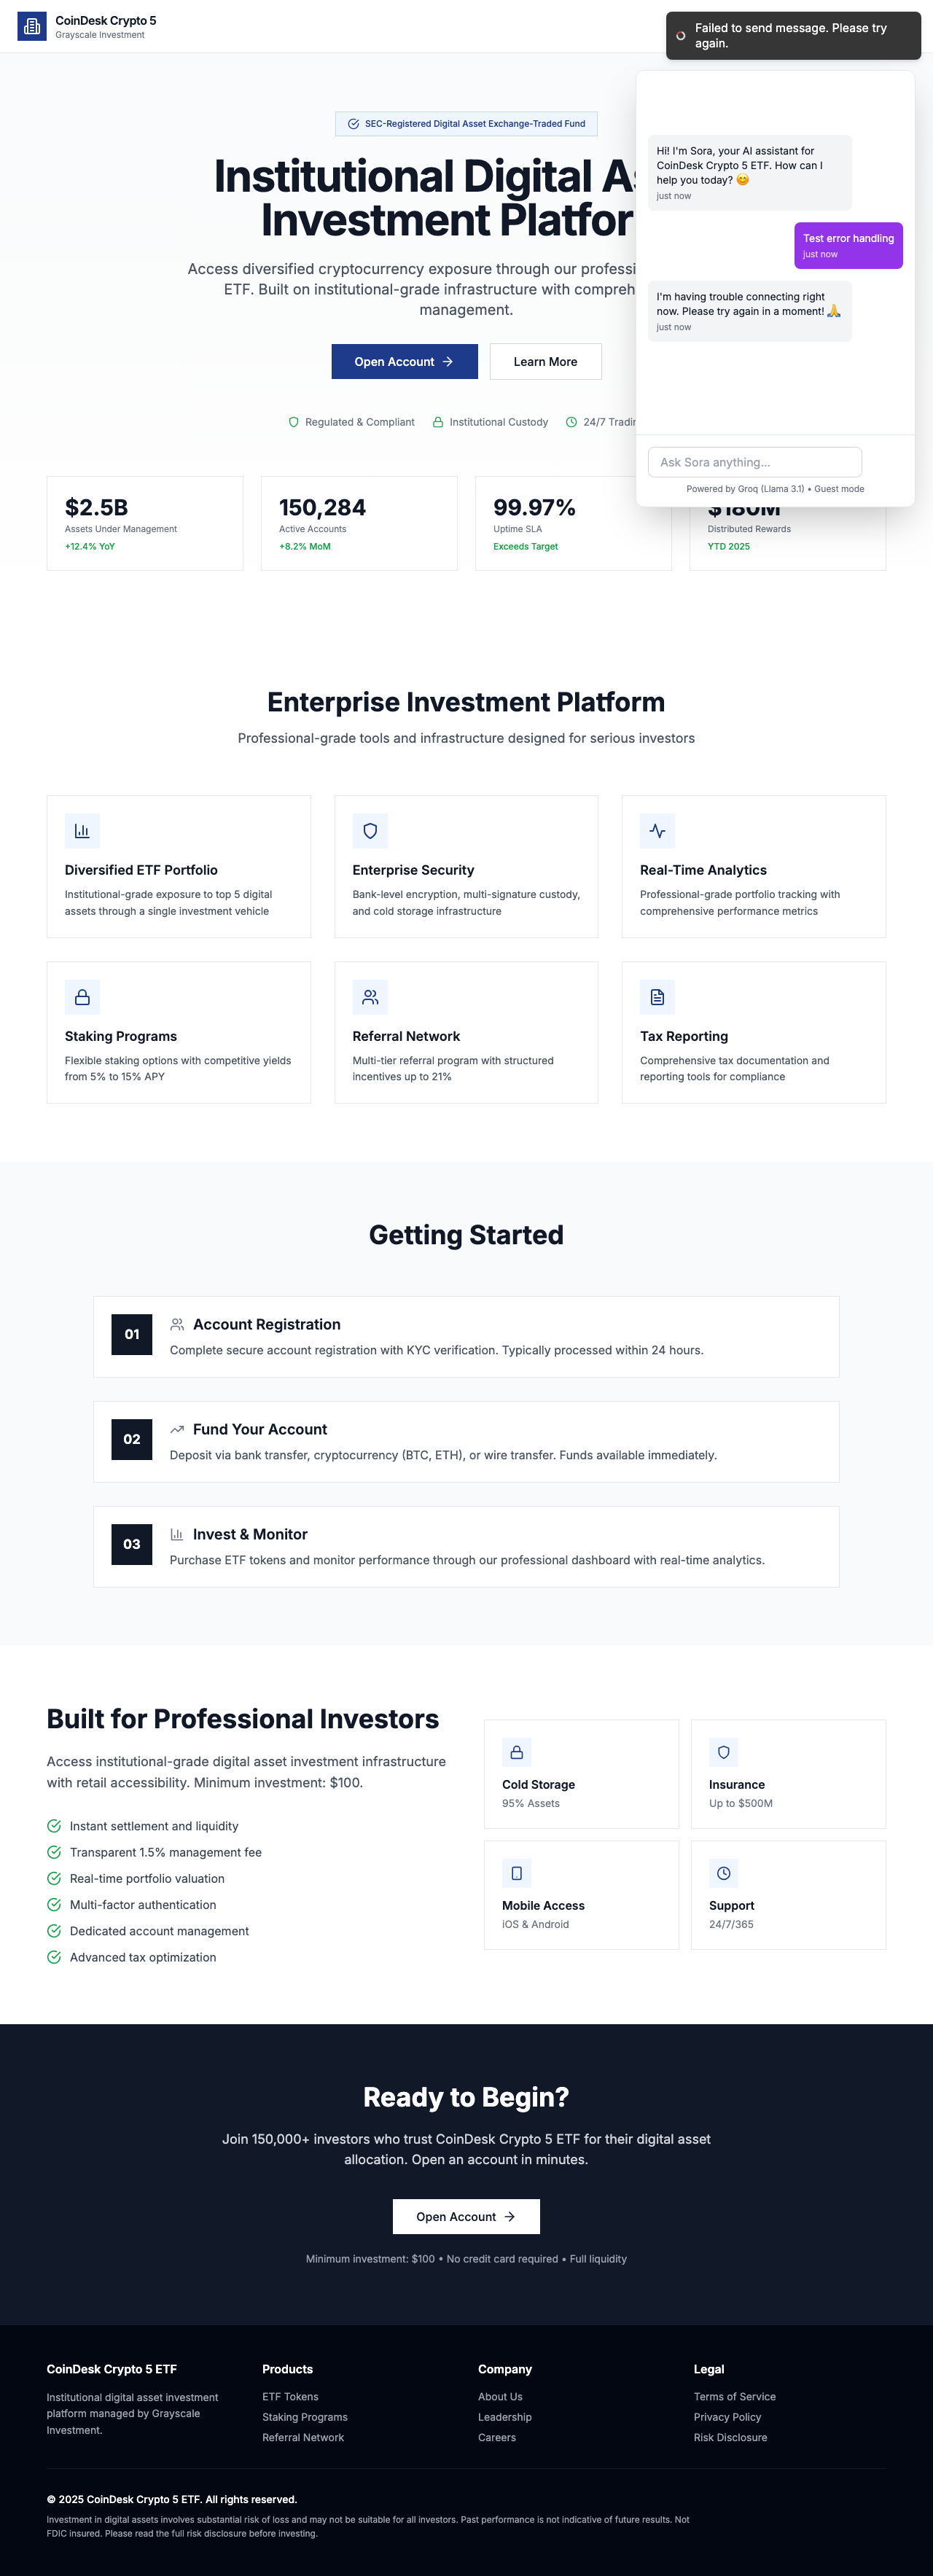 CoinDesk Crypto 5
Grayscale Investment
Failed to send message. Please try
again.
SEC-Registered Digital Asset Exchange-Traded Fund
Institutional Digital As
Investment Platfor
Access diversified cryptocurrency exposure through our professi
ETF. Built on institutional-grade infrastructure with compreh
management.
Open Account
Learn More
Regulated & Compliant
Institutional Custody
24/7 Tradin
Hi! I'm Sora, your AI assistant for
CoinDesk Crypto 5 ETF. How can I
help you today? 😊
just now
Test error handling
just now
I'm having trouble connecting right
now. Please try again in a moment! 🙏
just now
Ask Sora anything...
Powered by Groq (Llama 3.1) • Guest mode
$2.5B
Assets Under Management
+12.4% YoY
150,284
Active Accounts
+8.2% MoM
99.97%
Uptime SLA
Exceeds Target
$180M
Distributed Rewards
YTD 2025
Enterprise Investment Platform
Professional-grade tools and infrastructure designed for serious investors
Diversified ETF Portfolio
Institutional-grade exposure to top 5 digital
assets through a single investment vehicle
Enterprise Security
Bank-level encryption, multi-signature custody,
and cold storage infrastructure
Real-Time Analytics
Professional-grade portfolio tracking with
comprehensive performance metrics
Staking Programs
Flexible staking options with competitive yields
from 5% to 15% APY
Referral Network
Multi-tier referral program with structured
incentives up to 21%
Tax Reporting
Comprehensive tax documentation and
reporting tools for compliance
Getting Started
01
Account Registration
Complete secure account registration with KYC verification. Typically processed within 24 hours.
02
Fund Your Account
Deposit via bank transfer, cryptocurrency (BTC, ETH), or wire transfer. Funds available immediately.
03
Invest & Monitor
Purchase ETF tokens and monitor performance through our professional dashboard with real-time analytics.
Built for Professional Investors
Access institutional-grade digital asset investment infrastructure
with retail accessibility. Minimum investment: $100.
Instant settlement and liquidity
Transparent 1.5% management fee
Real-time portfolio valuation
Multi-factor authentication
Dedicated account management
Advanced tax optimization
Cold Storage
95% Assets
Insurance
Up to $500M
Mobile Access
iOS & Android
Support
24/7/365
Ready to Begin?
Join 150,000+ investors who trust CoinDesk Crypto 5 ETF for their digital asset
allocation. Open an account in minutes.
Open Account
Minimum investment: $100 • No credit card required • Full liquidity
CoinDesk Crypto 5 ETF
Institutional digital asset investment
platform managed by Grayscale
Investment.
Products
ETF Tokens
Staking Programs
Referral Network
Company
About Us
Leadership
Careers
Legal
Terms of Service
Privacy Policy
Risk Disclosure
© 2025 CoinDesk Crypto 5 ETF. All rights reserved.
Investment in digital assets involves substantial risk of loss and may not be suitable for all investors. Past performance is not indicative of future results. Not
FDIC insured. Please read the full risk disclosure before investing.